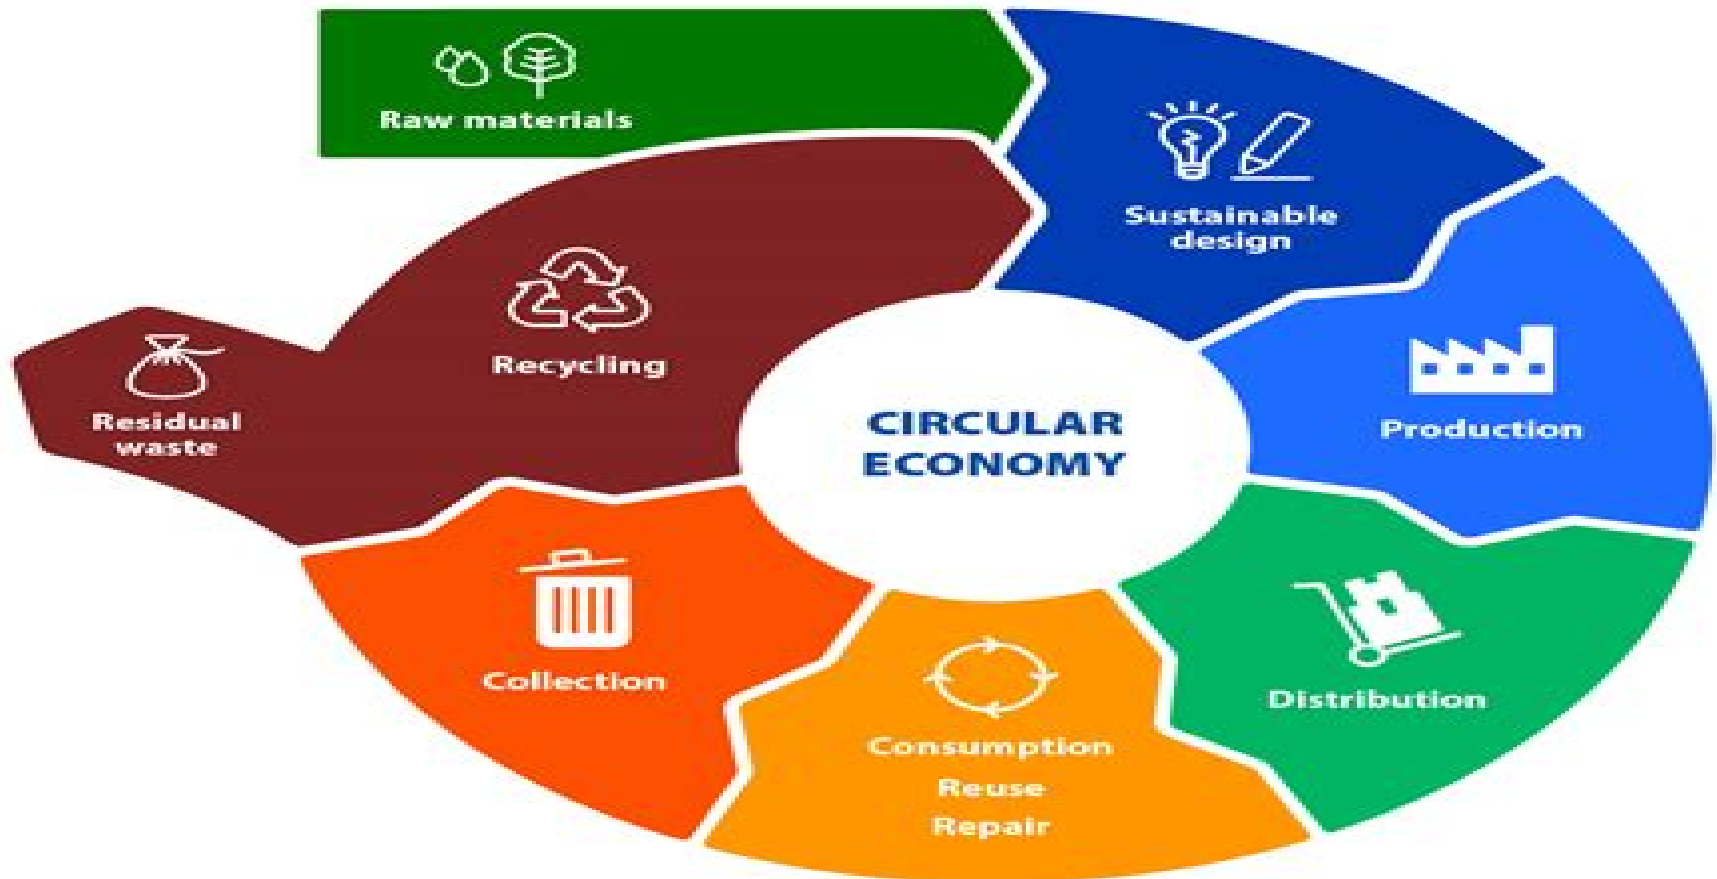 Raw materials
Sustainable
design
Production
Distribution
Consumption
Reuse
Repair
Collection
Recycling
Residual
waste
CIRCULAR
ECONOMY